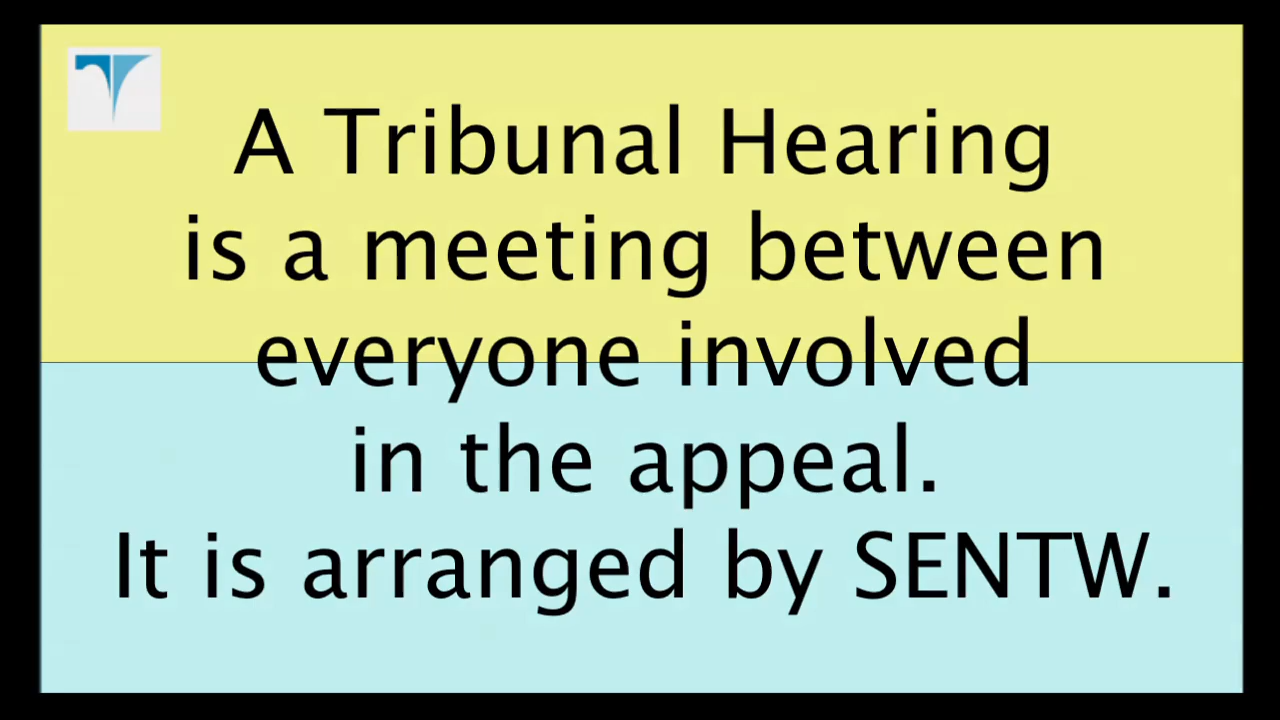 A Tribunal Hearing
is a meeting between
everyone involved
in the appeal.
It is arranged by SENTW.